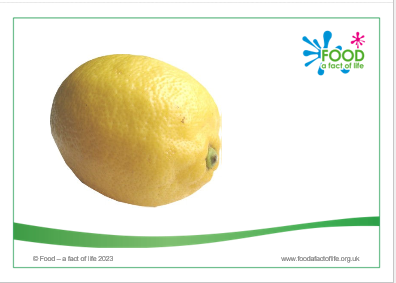 FOOD
a fact of life
© Food – a fact of life 2023
www.foodafactoflife.org.uk